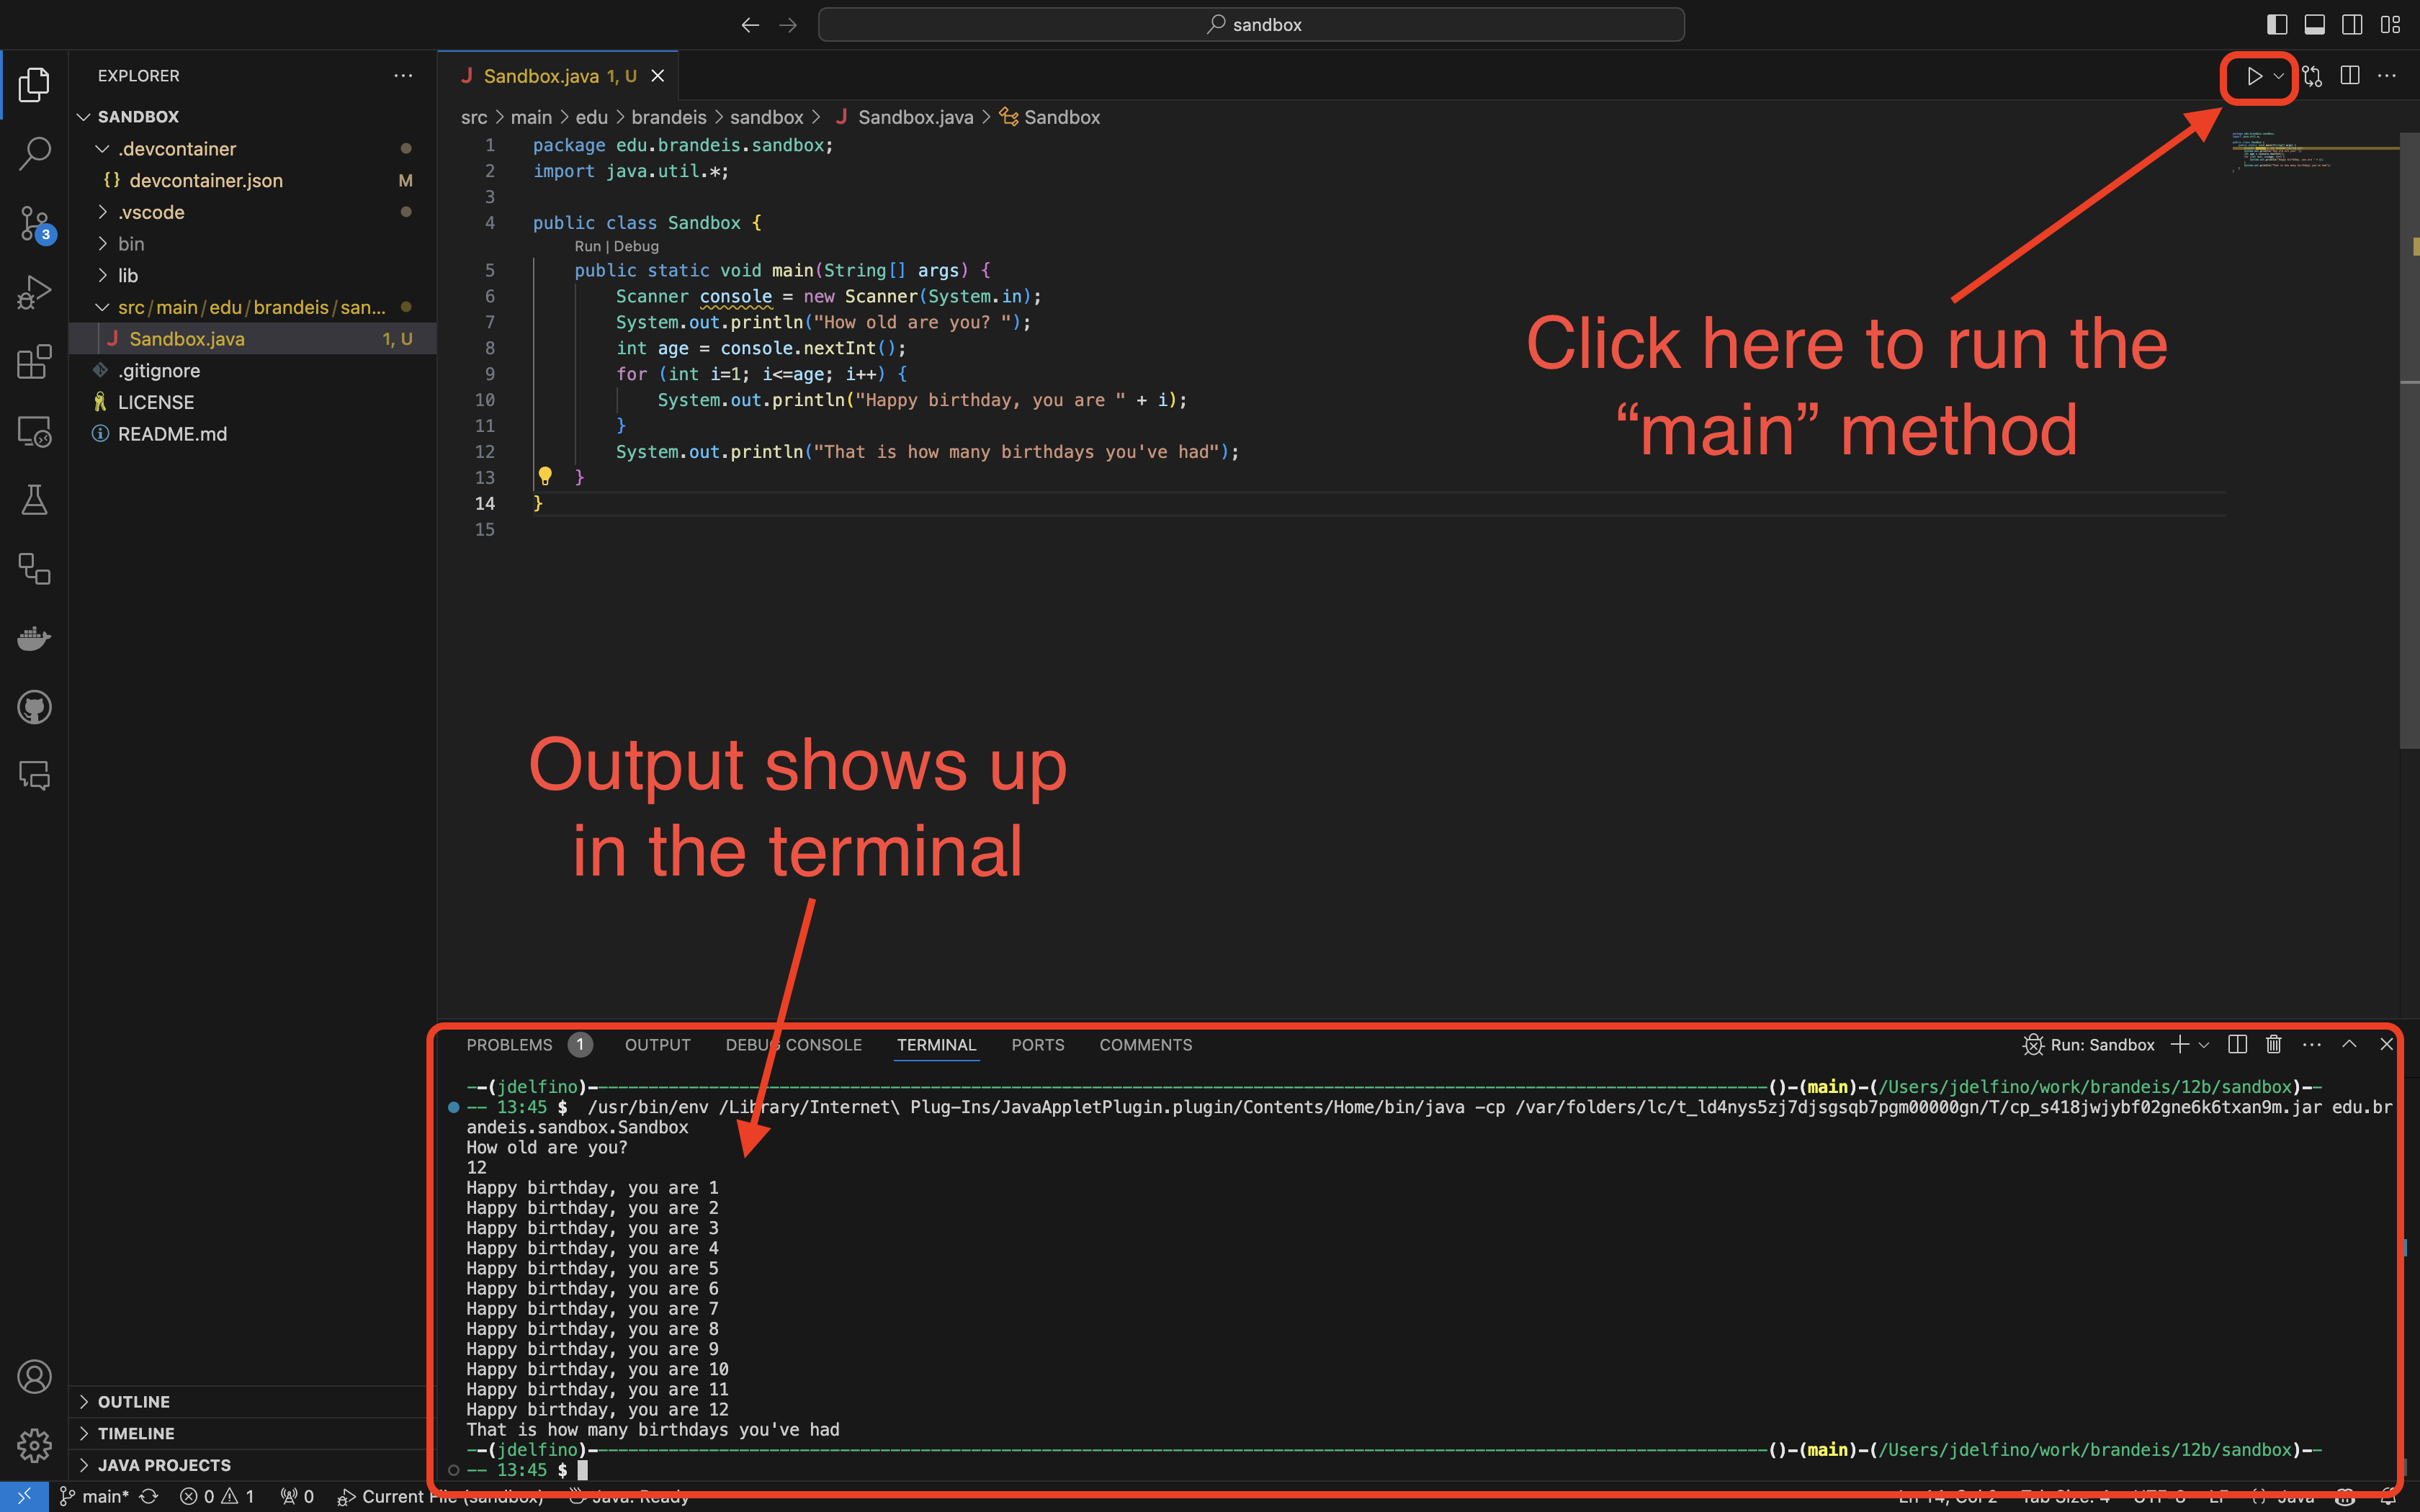 sandbox
EXPLORER
SANDBOX
.devcontainer
{} devcontainer.json M
.vscode
bin
lib
src/main/edu/brandeis/san...
J Sandbox.java 1, U
.gitignore
LICENSE
README.md
3
OUTLINE
TIMELINE
JAVA PROJECTS
J Sandbox.java 1, U
src > main > edu > brandeis > sandbox > J Sandbox.java > Sandbox
1 package edu.brandeis.sandbox;
2 import java.util.*;
3
4 public class Sandbox {
Run | Debug
5 public static void main(String[] args) {
6 Scanner console = new Scanner(System.in);
7 System.out.println("How old are you? ");
8 int age = console.nextInt();
9 for (int i=1; i<=age; i++) {
10 System.out.println("Happy birthday, you are " + i);
11 }
12 System.out.println("That is how many birthdays you've had");
13 }
14 }
15
Click here to run the
“main” method
Output shows up
in the terminal
PROBLEMS 1 OUTPUT DEBUG CONSOLE TERMINAL PORTS COMMENTS Run: Sandbox
--(jdelfino)- ()-(main)-(/Users/jdelfino/work/brandeis/12b/sandbox)--
-- 13:45 $ /usr/bin/env /Library/Internet\ Plug-Ins/JavaAppletPlugin.plugin/Contents/Home/bin/java -cp /var/folders/lc/t_ld4nys5zj7djsgsqb7pgm00000gn/T/cp_s418jwjybf02gne6k6txan9m.jar edu.br
andeis.sandbox.Sandbox
How old are you?
12
Happy birthday, you are 1
Happy birthday, you are 2
Happy birthday, you are 3
Happy birthday, you are 4
Happy birthday, you are 5
Happy birthday, you are 6
Happy birthday, you are 7
Happy birthday, you are 8
Happy birthday, you are 9
Happy birthday, you are 10
Happy birthday, you are 11
Happy birthday, you are 12
That is how many birthdays you've had
--(jdelfino)- ()-(main)-(/Users/jdelfino/work/brandeis/12b/sandbox)--
-- 13:45 $
main* 0 1 0 Current File (sandbox) Java: Ready Ln 14, Col 2 Tab Size: 4 UTF-8 LF {} Java